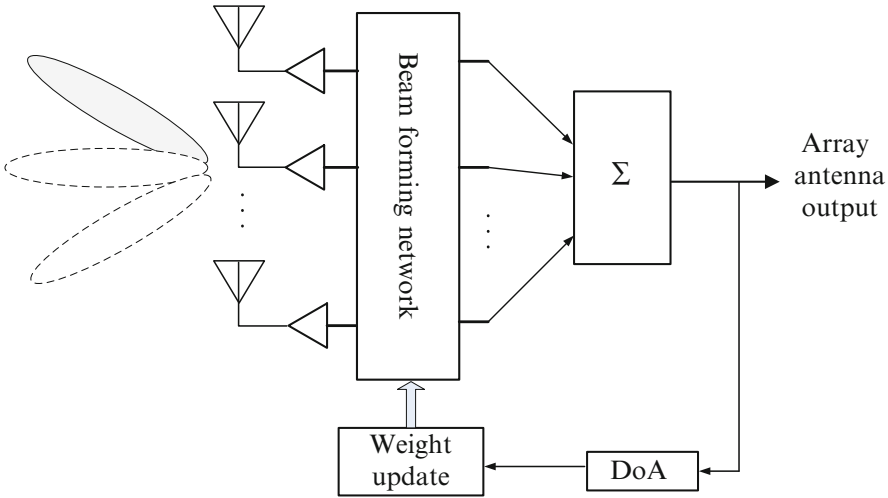 Beam forming network
Σ
Array
antenna
output
Weight
update
DoA